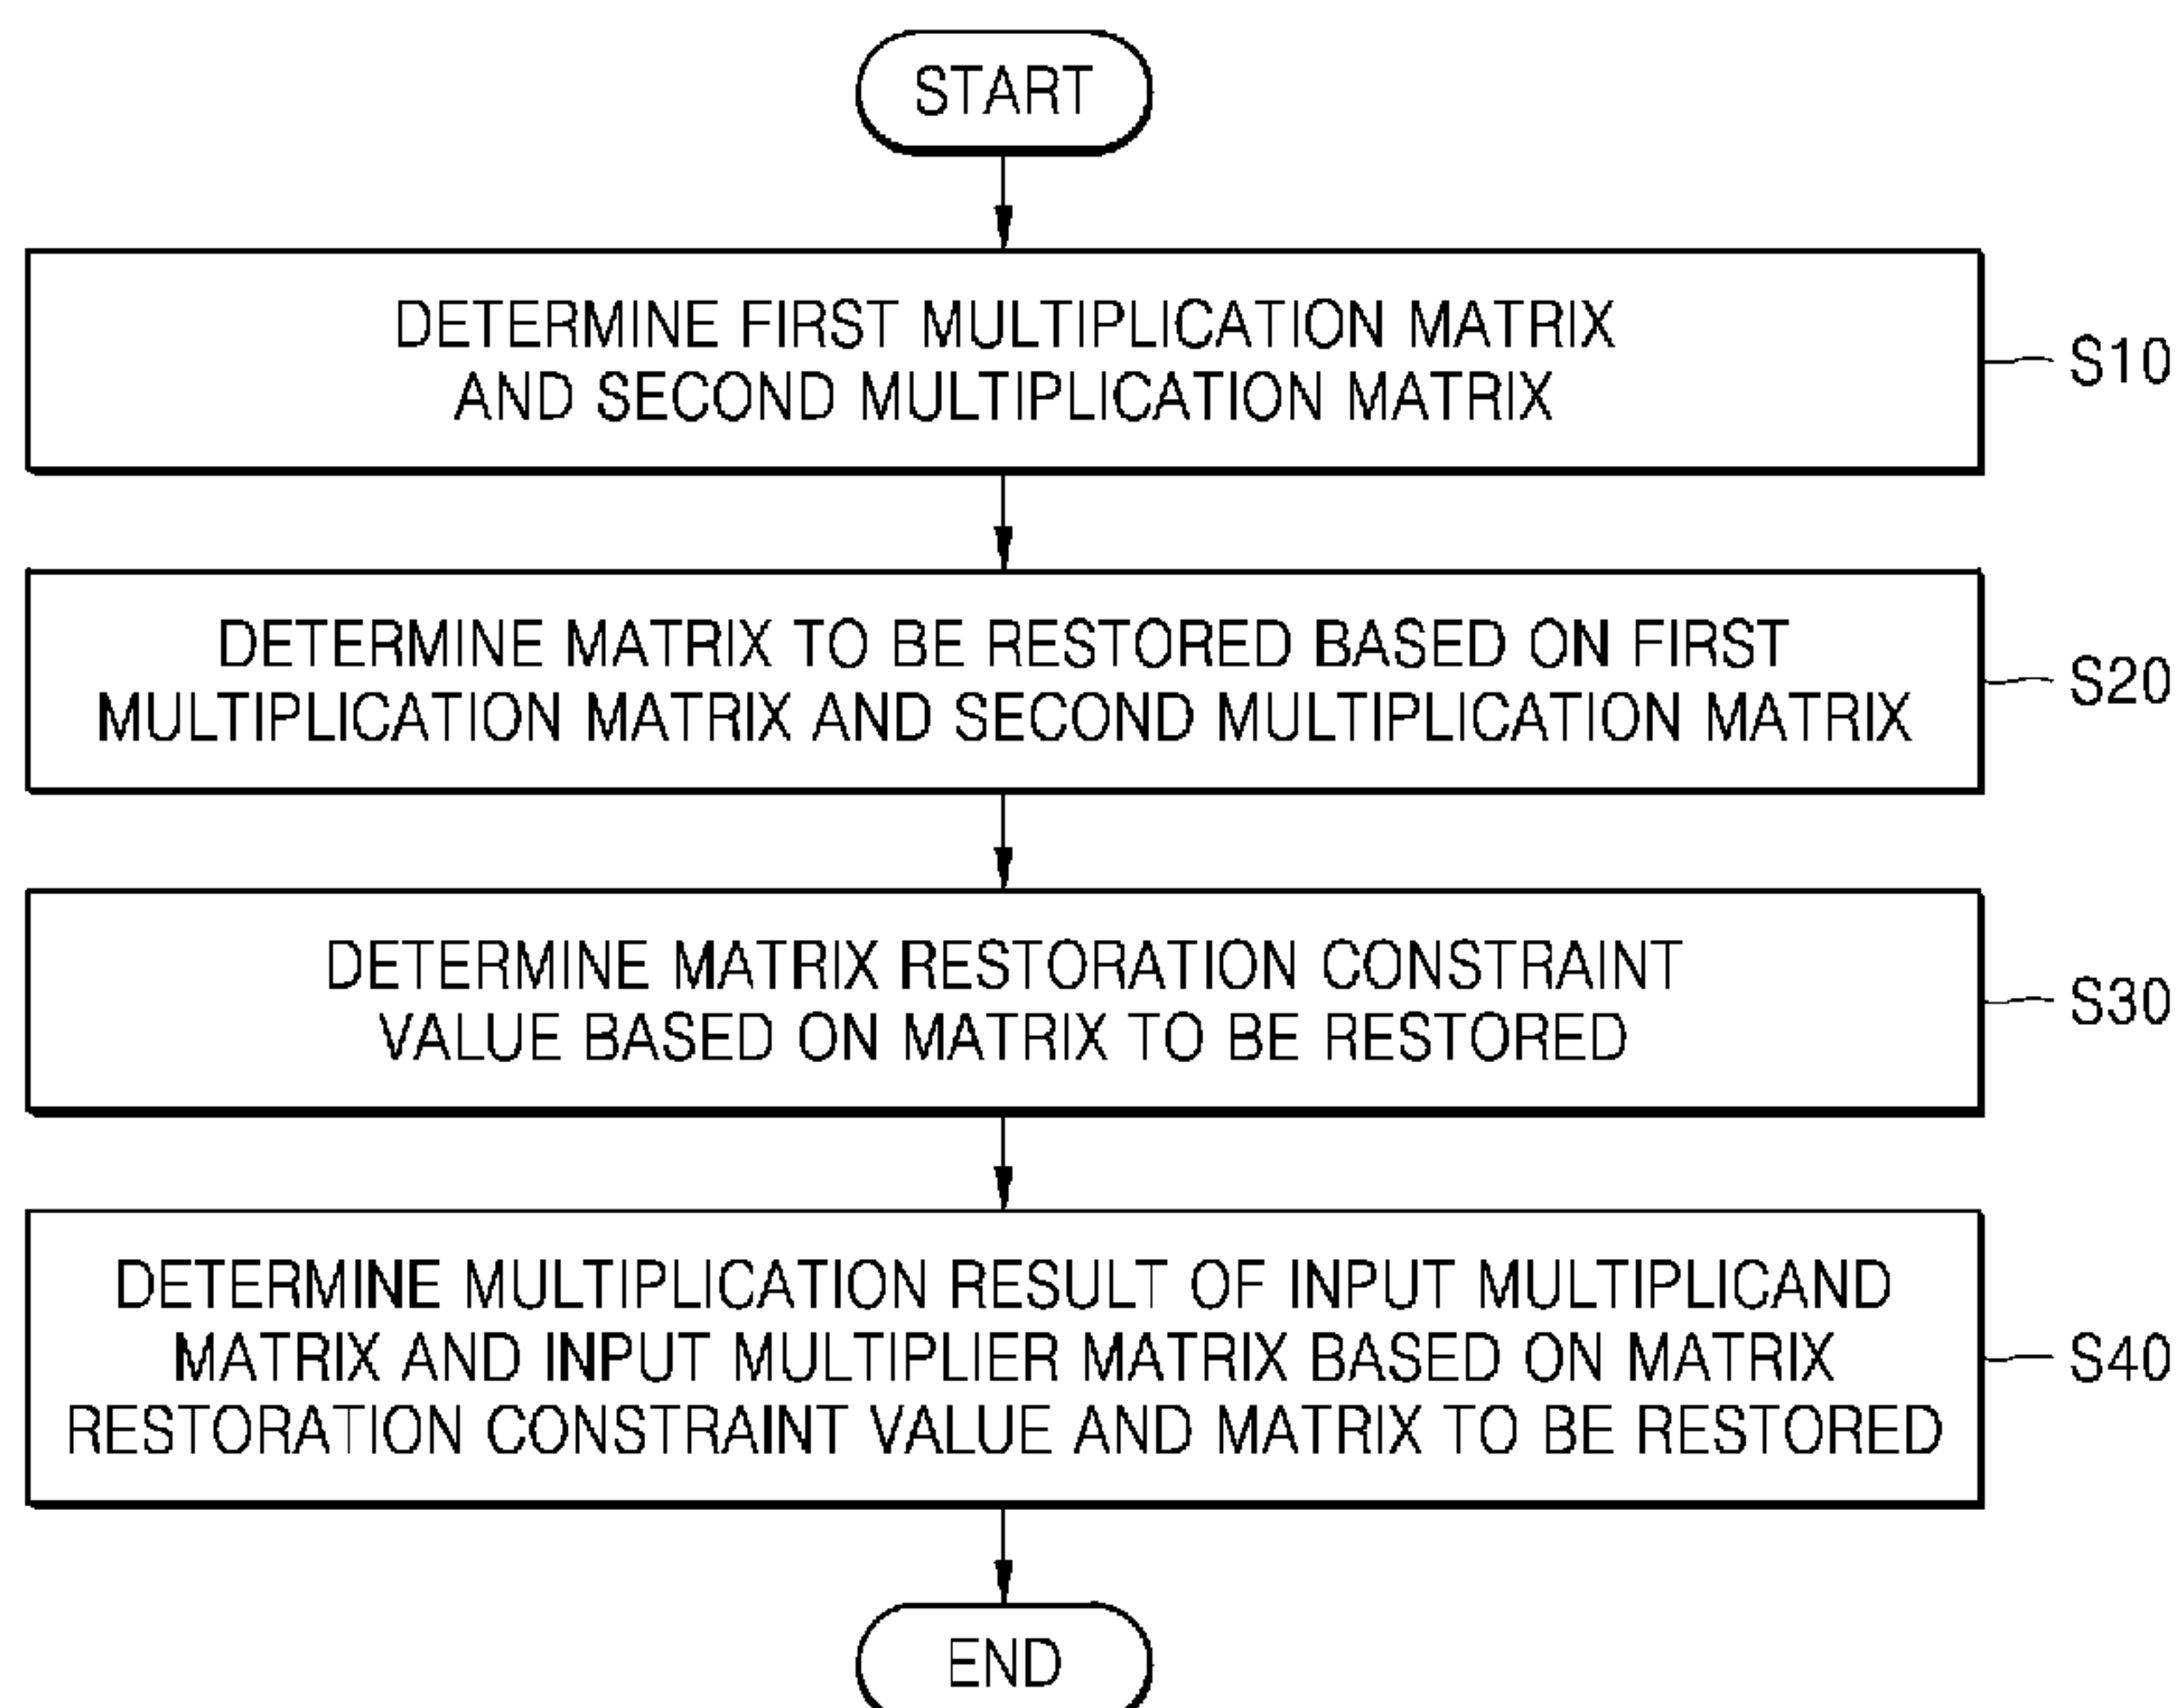 START
DETERMINE FIRST MULTIPLICATION MATRIX
AND SECOND MULTIPLICATION MATRIX
S10
DETERMINE MATRIX TO BE RESTORED BASED ON FIRST
MULTIPLICATION MATRIX AND SECOND MULTIPLICATION MATRIX
S20
DETERMINE MATRIX RESTORATION CONSTRAINT
VALUE BASED ON MATRIX TO BE RESTORED
S30
DETERMINE MULTIPLICATION RESULT OF INPUT MULTIPLICAND
MATRIX AND INPUT MULTIPLIER MATRIX BASED ON MATRIX
RESTORATION CONSTRAINT VALUE AND MATRIX TO BE RESTORED
S40
END